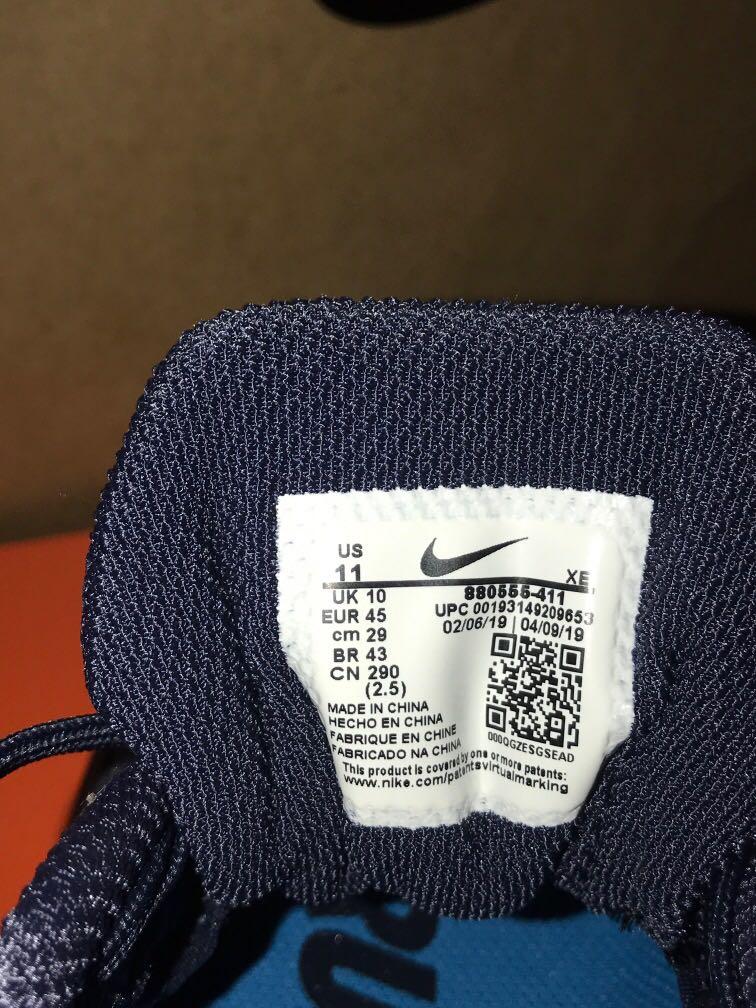 US
11
XE
UK 10
880555-411
EUR 45
UPC 00193149209653
cm 29
02/06/19 | 04/09/19
BR 43
CN 290
(2.5)
MADE IN CHINA
HECHO EN CHINA
FABRIQUE EN CHINE
FABRICADO NA CHINA
000QGZESGSEAD
This product is covered by one or more patents:
www.nike.com/patentsvirtualmarking
RU